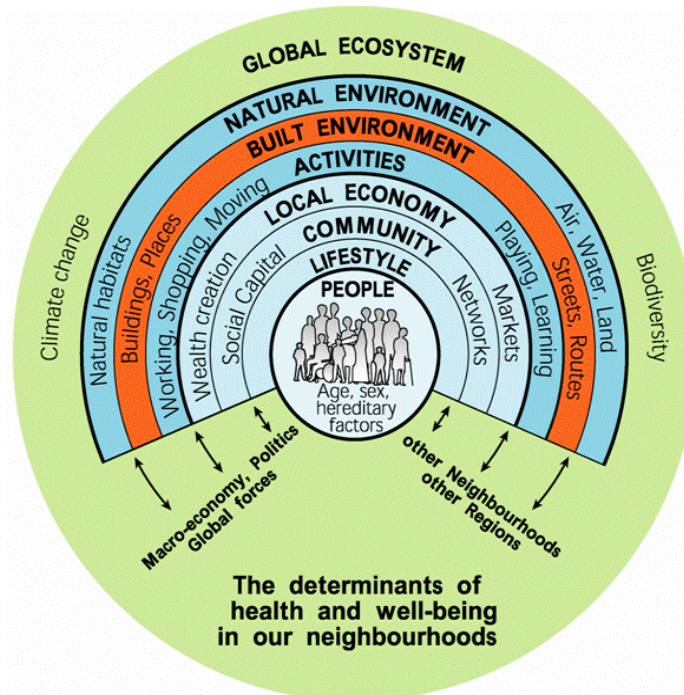 GLOBAL ECOSYSTEM
NATURAL ENVIRONMENT
BUILT ENVIRONMENT
ACTIVITIES
LOCAL ECONOMY
COMMUNITY
LIFESTYLE
PEOPLE
Age, sex,
hereditary
factors
Climate change
Natural habitats
Buildings, Places
Working, Shopping, Moving
Wealth creation
Social Capital
Networks
Markets
Playing, Learning
Streets, Routes
Air, Water, Land
Biodiversity
Macro-economy, Politics
Global forces
other Neighbourhoods
other Regions
The determinants of
health and well-being
in our neighbourhoods